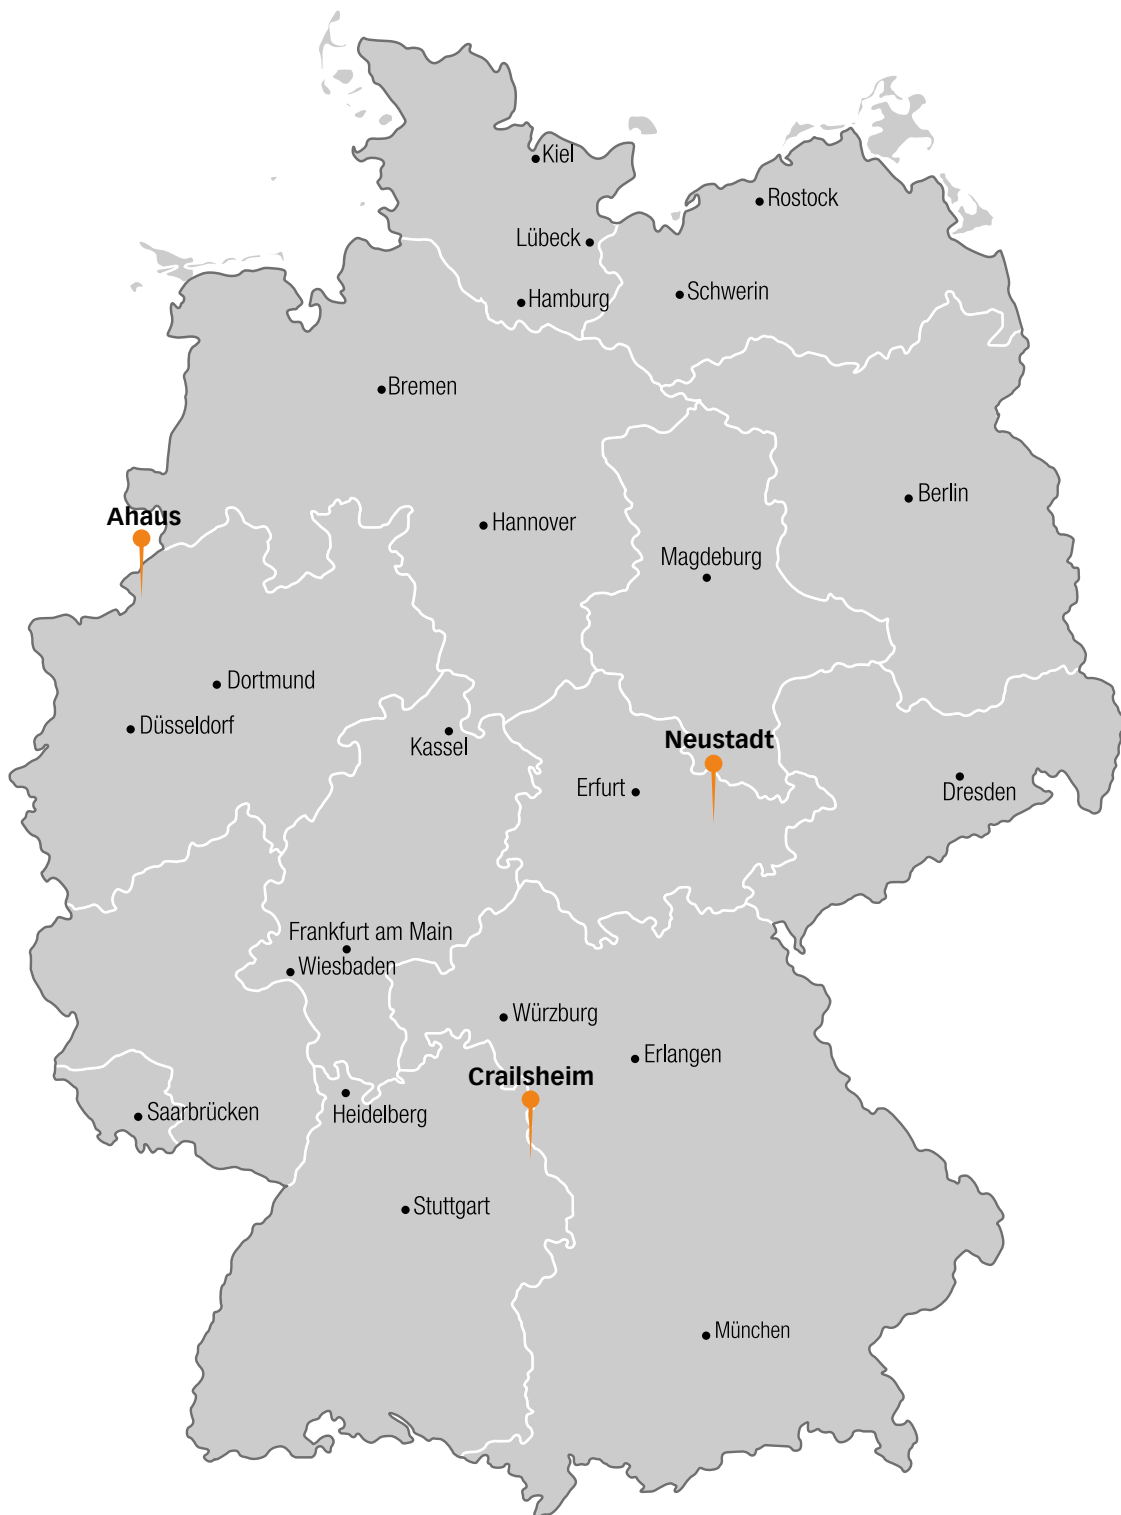 Kiel
Rostock
Lübeck
Schwerin
Hamburg
Bremen
Berlin
Ahaus
Hannover
Magdeburg
Dortmund
Düsseldorf
Kassel
Neustadt
Erfurt
Dresden
Frankfurt am Main
Wiesbaden
Würzburg
Erlangen
Crailsheim
Saarbrücken
Heidelberg
Stuttgart
München